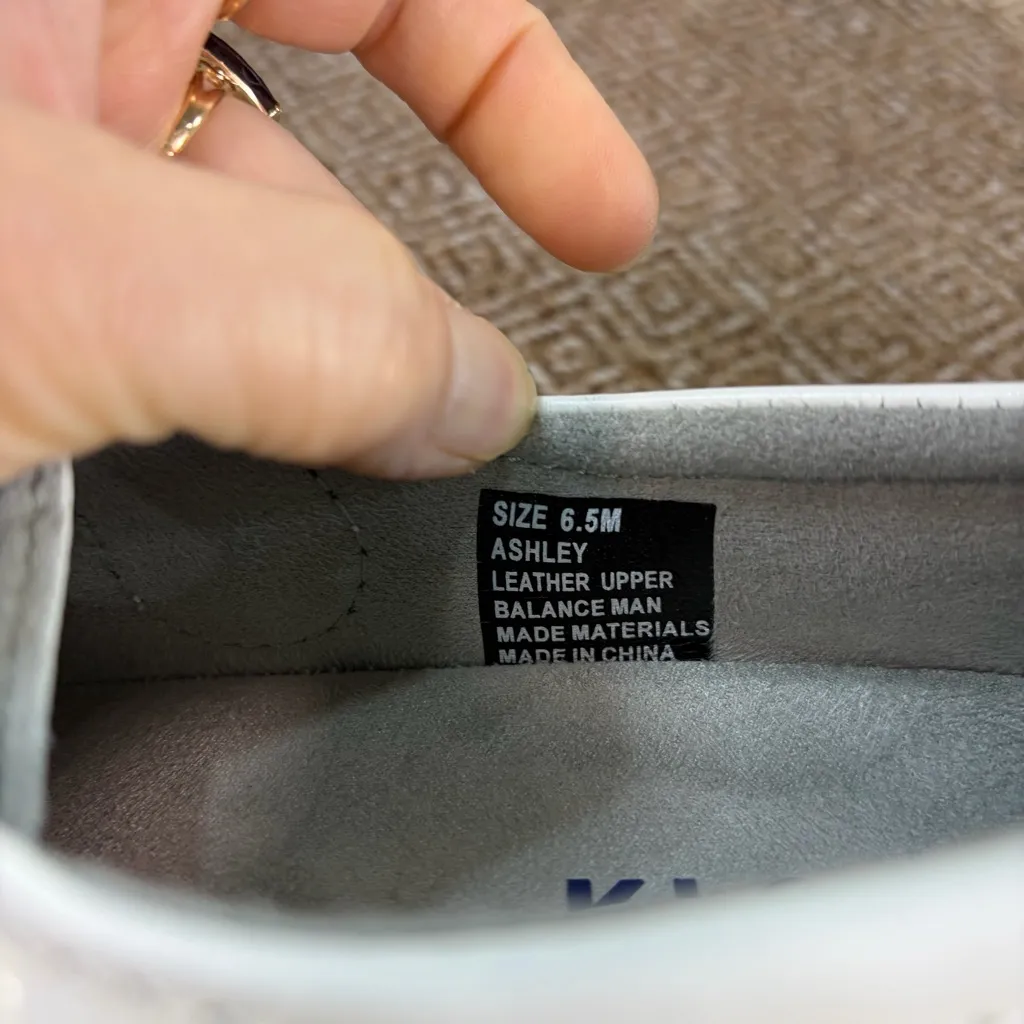 SIZE 6.5M
ASHLEY
LEATHER UPPER
BALANCE MAN
MADE MATERIALS
MADE IN CHINA